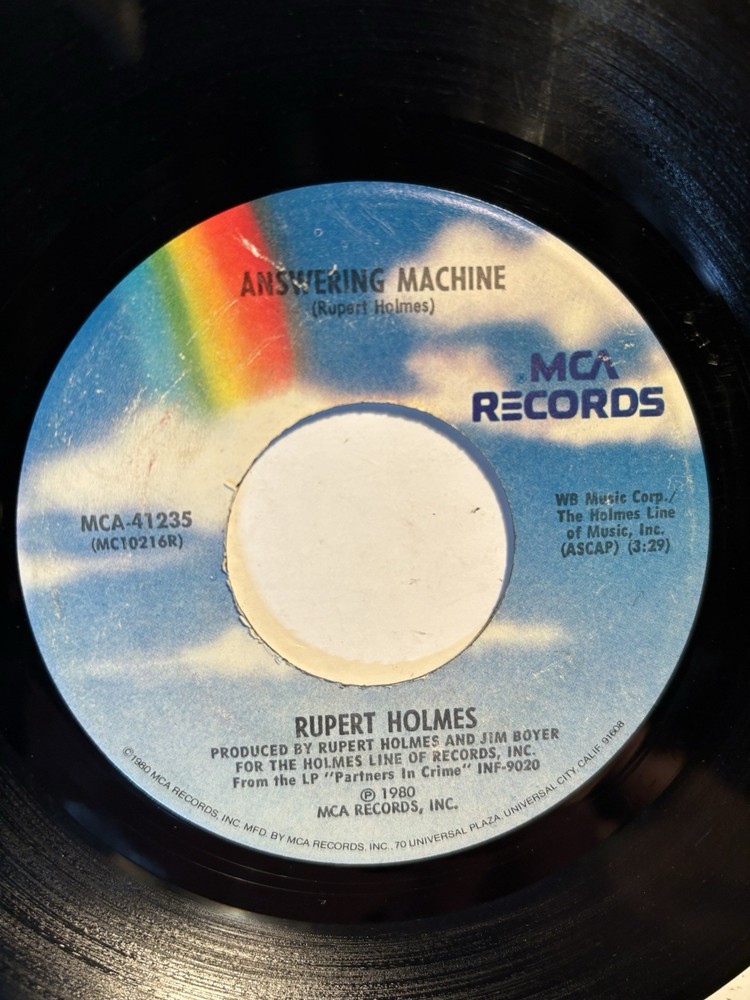 ANSWERING MACHINE
(Rupert Holmes)
MCA
RECORDS
MCA-41235
(MC10216R)
WB Music Corp./
The Holmes Line
of Music, Inc.
(ASCAP) (3:29)
RUPERT HOLMES
PRODUCED BY RUPERT HOLMES AND JIM BOYER
FOR THE HOLMES LINE OF RECORDS, INC.
From the LP "Partners In Crime" INF-9020
℗ 1980
MCA RECORDS, INC.
©1980 MCA RECORDS, INC. MFD. BY MCA RECORDS, INC., 70 UNIVERSAL PLAZA, UNIVERSAL CITY, CALIF. 91608